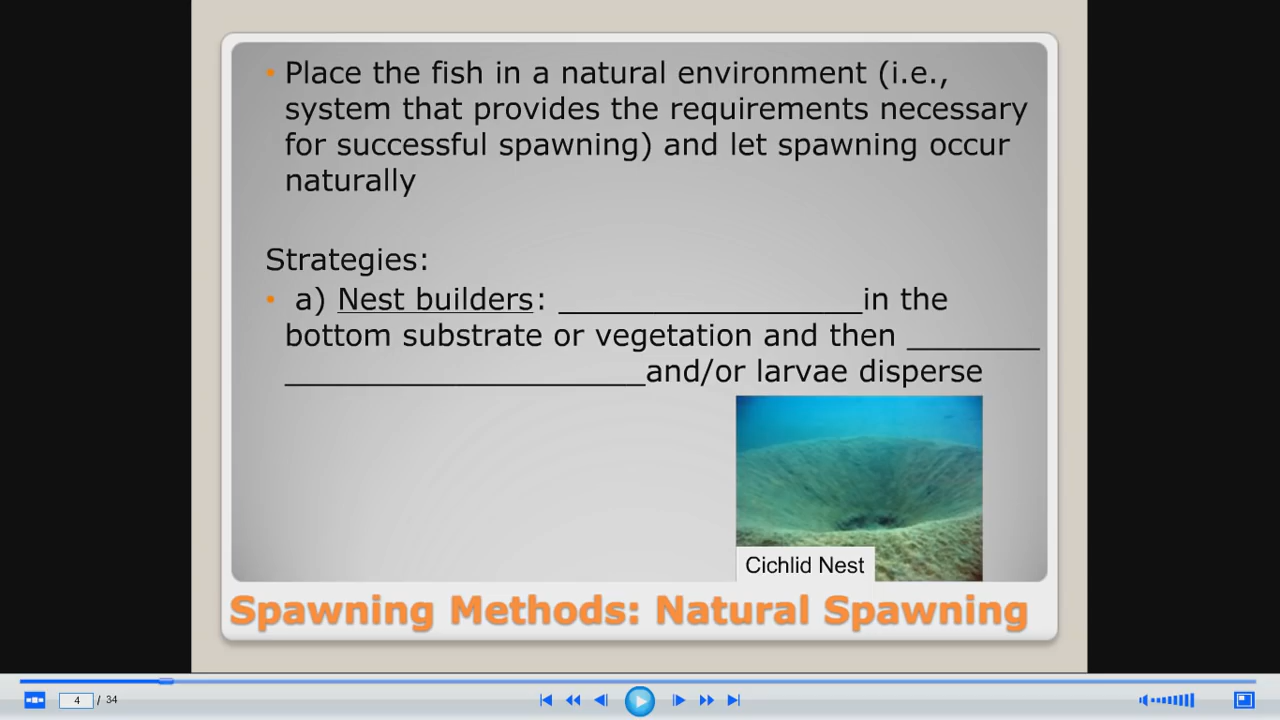 • Place the fish in a natural environment (i.e.,
system that provides the requirements necessary
for successful spawning) and let spawning occur
naturally
Strategies:
• a) Nest builders: ________________in the
bottom substrate or vegetation and then _______
___________________and/or larvae disperse
Cichlid Nest
Spawning Methods: Natural Spawning
4 / 34